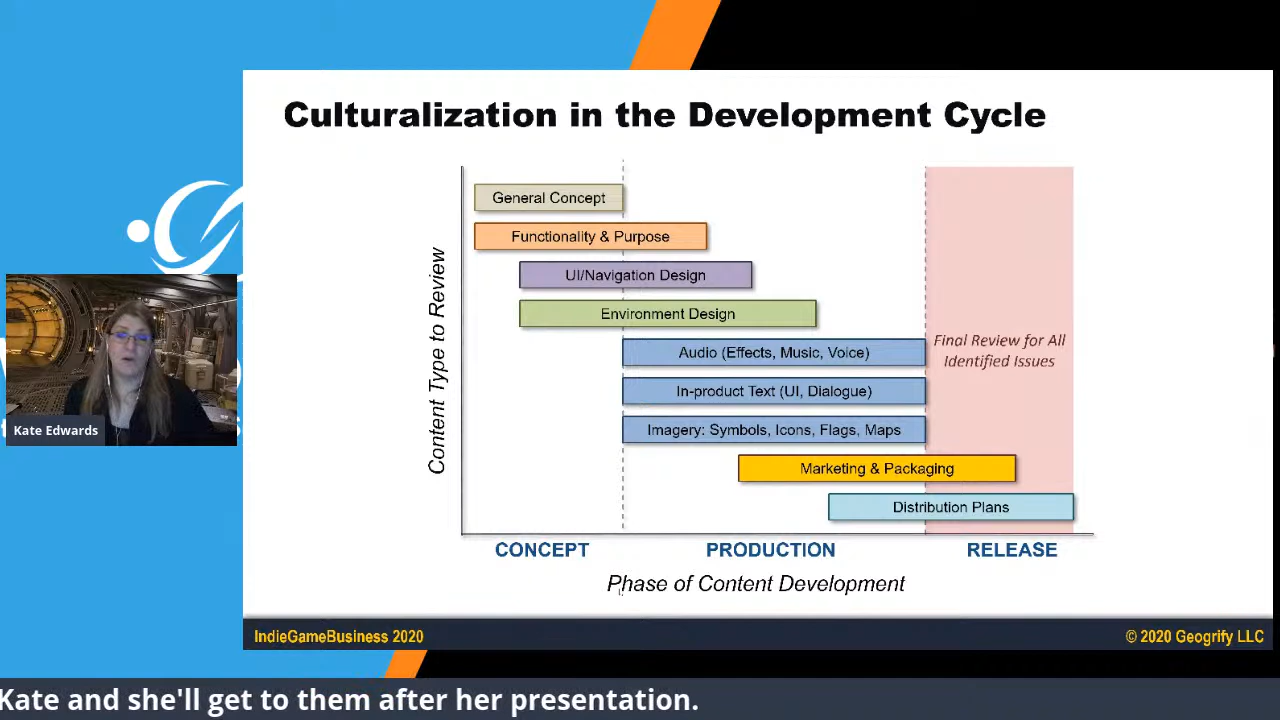 Culturalization in the Development Cycle
Content Type to Review
General Concept
Functionality & Purpose
UI/Navigation Design
Environment Design
Audio (Effects, Music, Voice)
In-product Text (UI, Dialogue)
Imagery: Symbols, Icons, Flags, Maps
Marketing & Packaging
Distribution Plans
Final Review for All
Identified Issues
CONCEPT
PRODUCTION
RELEASE
Phase of Content Development
Kate Edwards
IndieGameBusiness 2020
© 2020 Geogrify LLC
Kate and she'll get to them after her presentation.